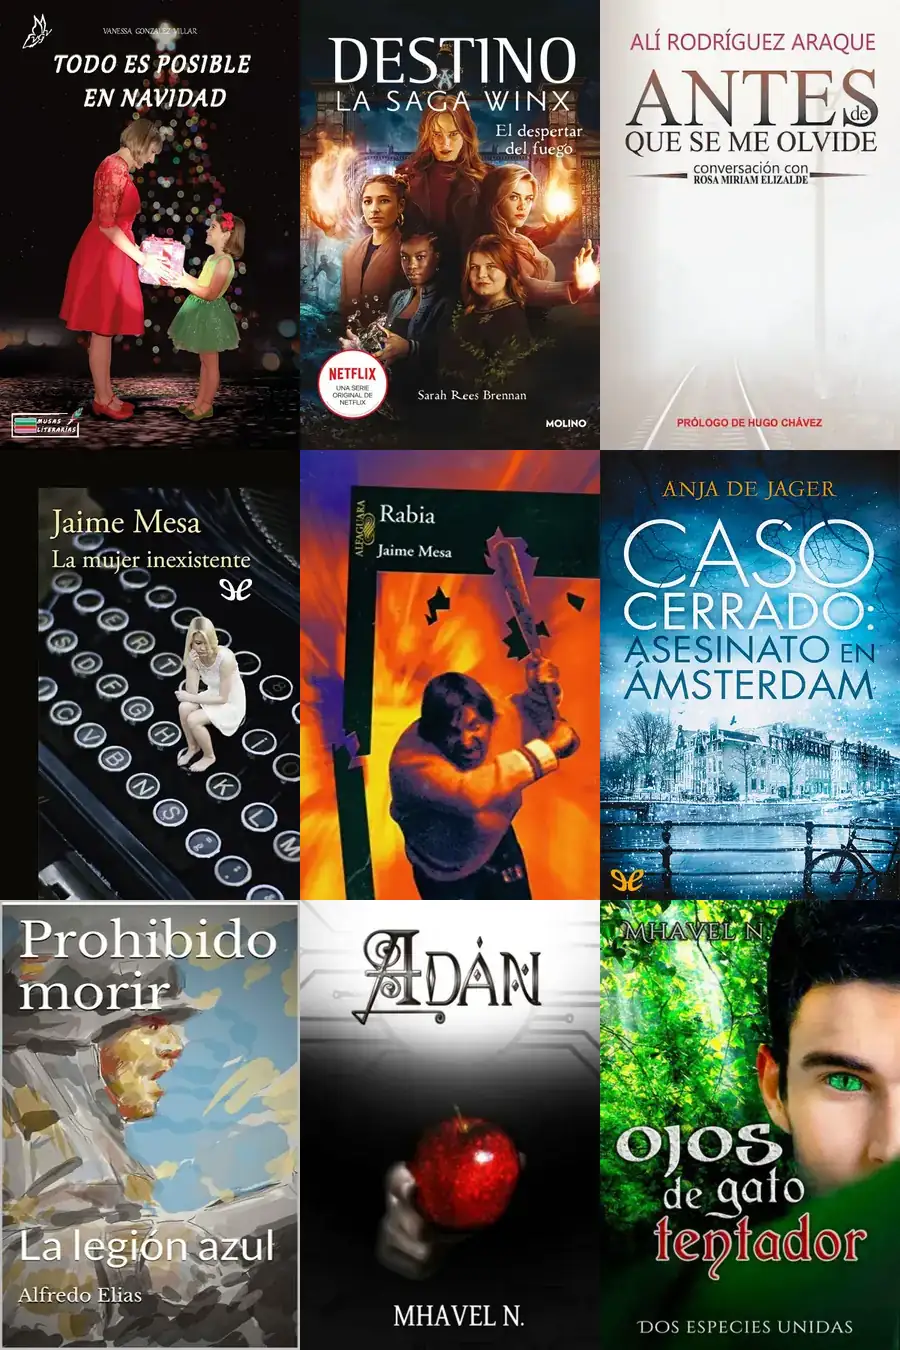 VANESSA GONZÁLEZ VILLAR
TODO ES POSIBLE
EN NAVIDAD
MUSAS
LITERARIAS
DESTINO
LA SAGA WINX
El despertar
del fuego
NETFLIX
UNA SERIE
ORIGINAL DE
NETFLIX
Sarah Rees Brennan
MOLINO
ALÍ RODRÍGUEZ ARAQUE
ANTES de
QUE SE ME OLVIDE
conversación con
ROSA MIRIAM ELIZALDE
PRÓLOGO DE HUGO CHÁVEZ
Jaime Mesa
La mujer inexistente
E R T
S D F G H
C V B N S
K L M
ALFAGUARA
Rabia
Jaime Mesa
ANJA DE JAGER
CASO
CERRADO:
ASESINATO EN
ÁMSTERDAM
Prohibido
morir
La legión azul
Alfredo Elias
ADÁN
MHAVEL N.
MHAVEL N.
ojos
de gato
tentador
DOS ESPECIES UNIDAS